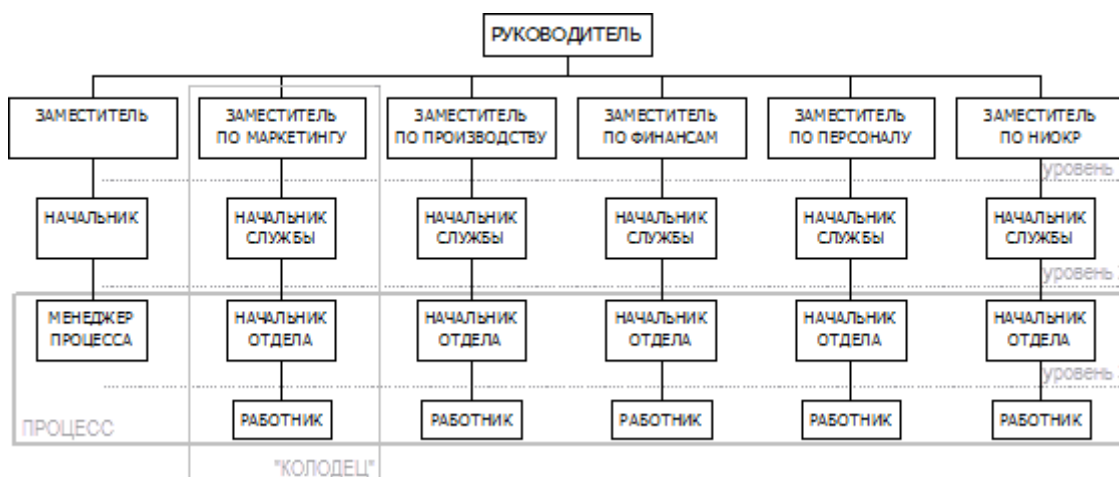 РУКОВОДИТЕЛЬ
ЗАМЕСТИТЕЛЬ
ЗАМЕСТИТЕЛЬ
ПО МАРКЕТИНГУ
ЗАМЕСТИТЕЛЬ
ПО ПРОИЗВОДСТВУ
ЗАМЕСТИТЕЛЬ
ПО ФИНАНСАМ
ЗАМЕСТИТЕЛЬ
ПО ПЕРСОНАЛУ
ЗАМЕСТИТЕЛЬ
ПО НИОКР
уровень
НАЧАЛЬНИК
НАЧАЛЬНИК
СЛУЖБЫ
НАЧАЛЬНИК
СЛУЖБЫ
НАЧАЛЬНИК
СЛУЖБЫ
НАЧАЛЬНИК
СЛУЖБЫ
НАЧАЛЬНИК
СЛУЖБЫ
уровень
МЕНЕДЖЕР
ПРОЦЕССА
НАЧАЛЬНИК
ОТДЕЛА
НАЧАЛЬНИК
ОТДЕЛА
НАЧАЛЬНИК
ОТДЕЛА
НАЧАЛЬНИК
ОТДЕЛА
НАЧАЛЬНИК
ОТДЕЛА
уровень
ПРОЦЕСС
РАБОТНИК
РАБОТНИК
РАБОТНИК
РАБОТНИК
РАБОТНИК
"КОЛОДЕЦ"